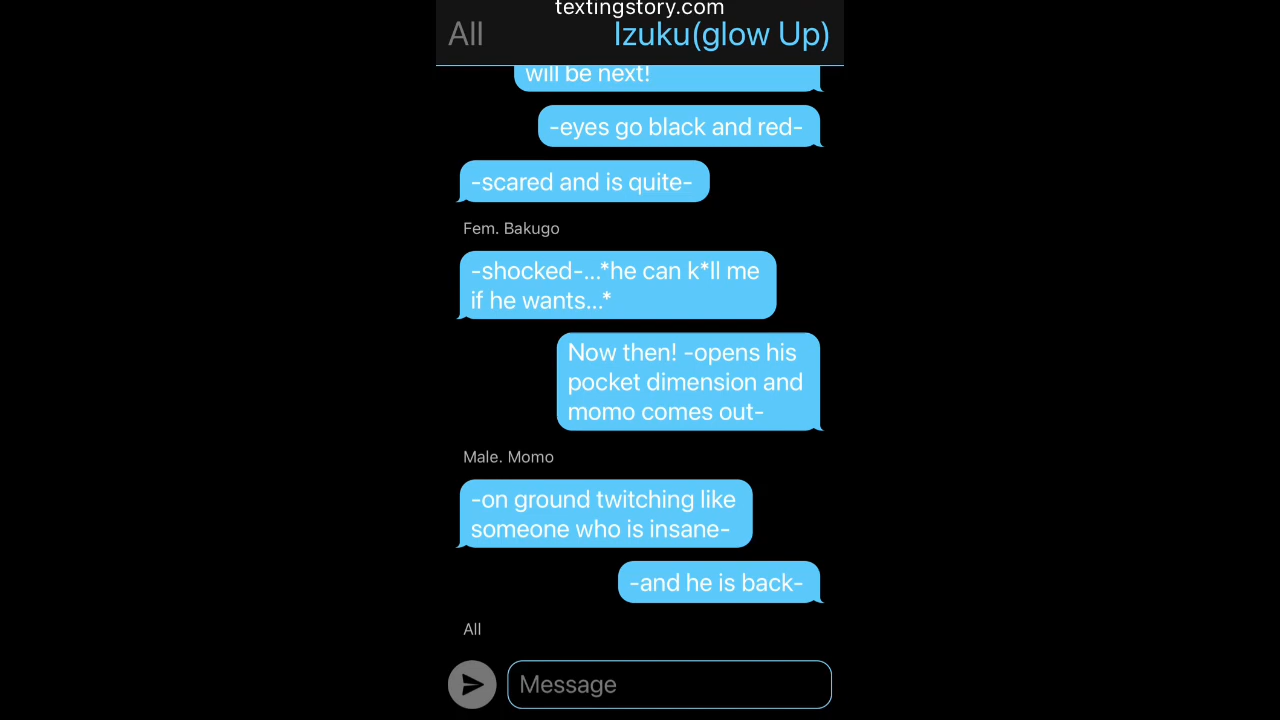 textingstory.com
All
Izuku(glow Up)
will be next!
-eyes go black and red-
-scared and is quite-
Fem. Bakugo
-shocked-...*he can k*ll me
if he wants...*
Now then! -opens his
pocket dimension and
momo comes out-
Male. Momo
-on ground twitching like
someone who is insane-
-and he is back-
All
Message